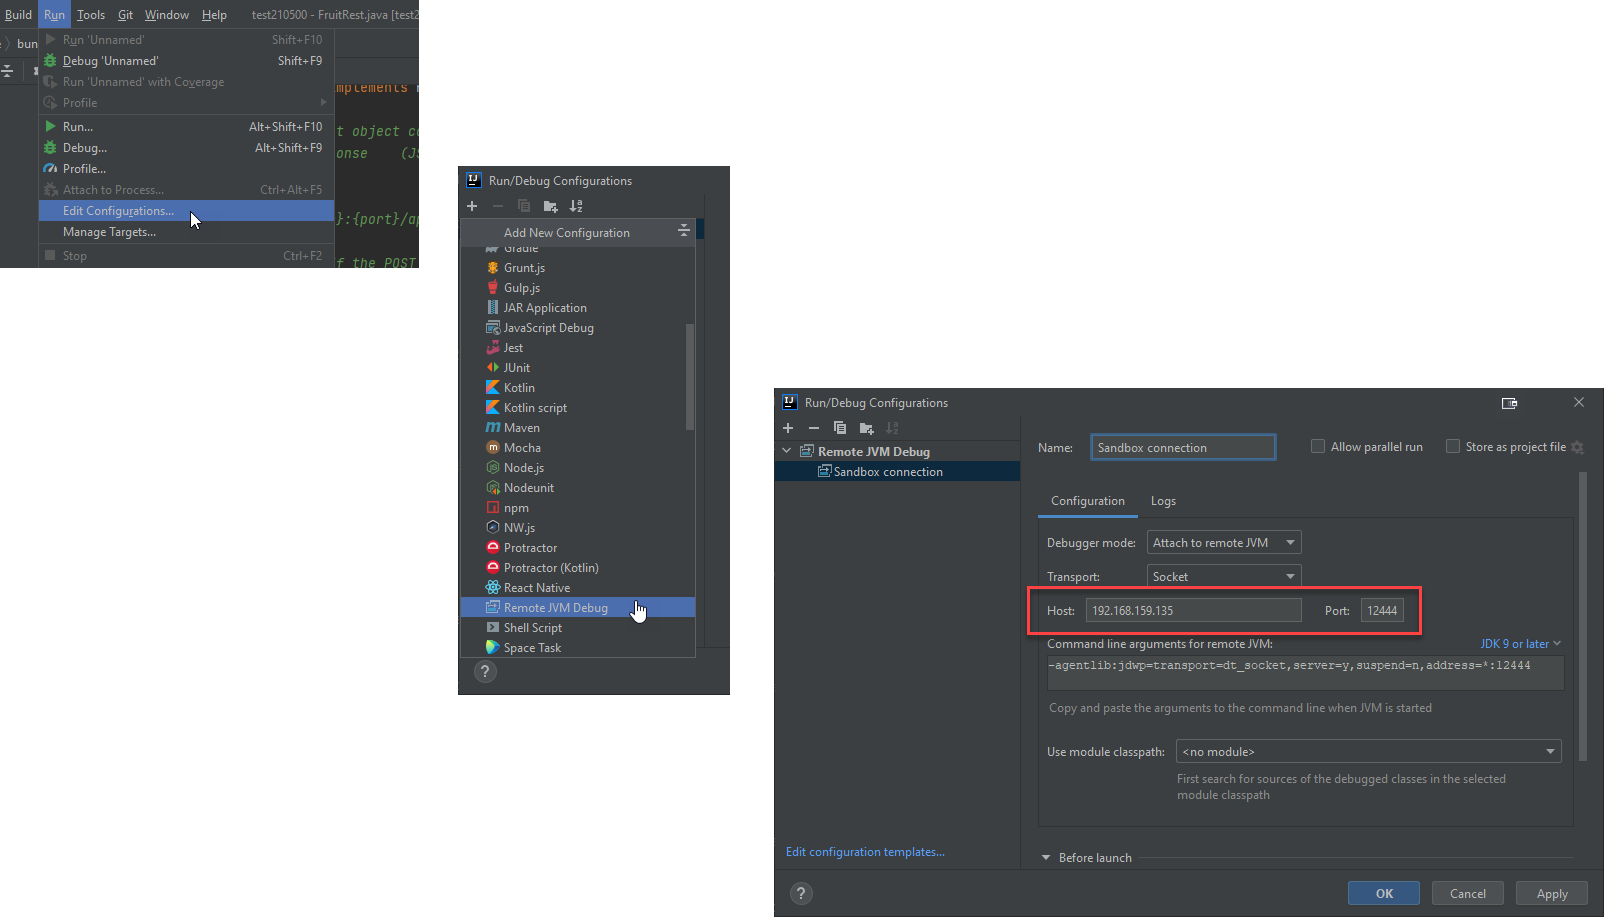 Build Run Tools Git Window Help test210500 - FruitRest.java [test2
bun
Run 'Unnamed' Shift+F10
Debug 'Unnamed' Shift+F9
Run 'Unnamed' with Coverage
mplements
Profile
Run... Alt+Shift+F10
t object co
Debug... Alt+Shift+F9
onse (JS
Profile...
Attach to Process... Ctrl+Alt+F5
Edit Configurations...
}:{port}/ap
Manage Targets...
Stop Ctrl+F2
f the POST
IJ Run/Debug Configurations
Add New Configuration
Gradle
Grunt.js
Gulp.js
JAR Application
JavaScript Debug
Jest
JUnit
Kotlin
Kotlin script
Maven
Mocha
Node.js
Nodeunit
npm
NW.js
Protractor
Protractor (Kotlin)
React Native
Remote JVM Debug
Shell Script
Space Task
?
IJ Run/Debug Configurations
Remote JVM Debug
Sandbox connection
Name: Sandbox connection Allow parallel run Store as project file
Configuration Logs
Debugger mode: Attach to remote JVM
Transport: Socket
Host: 192.168.159.135 Port: 12444
Command line arguments for remote JVM: JDK 9 or later
-agentlib:jdwp=transport=dt_socket,server=y,suspend=n,address=*:12444
Copy and paste the arguments to the command line when JVM is started
Use module classpath: <no module>
First search for sources of the debugged classes in the selected
module classpath
Edit configuration templates...
Before launch
?
OK Cancel Apply